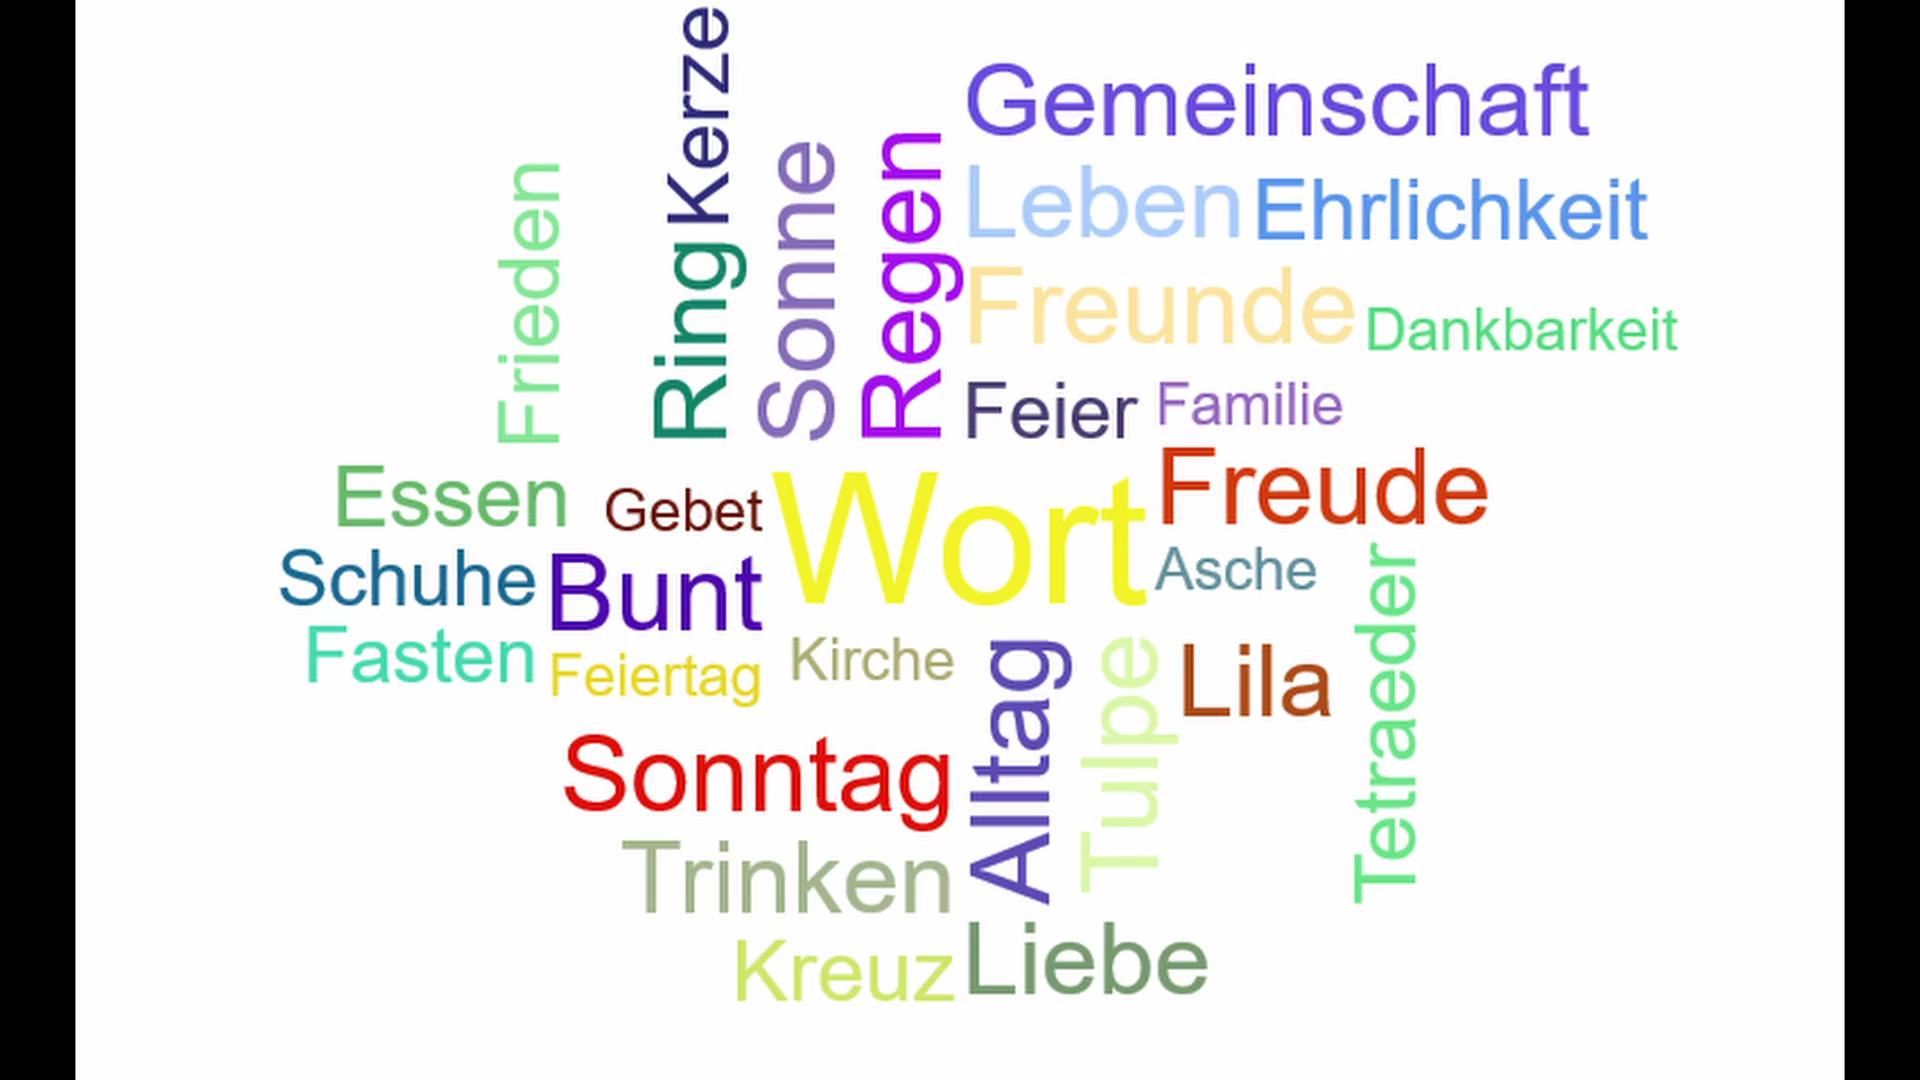 Kerze
Gemeinschaft
Frieden
Ring
Sonne
Regen
Leben
Ehrlichkeit
Freunde
Dankbarkeit
Feier
Familie
Essen
Gebet
Wort
Freude
Schuhe
Bunt
Asche
Tetraeder
Fasten
Feiertag
Kirche
Alltag
Tulpe
Lila
Sonntag
Trinken
Kreuz
Liebe